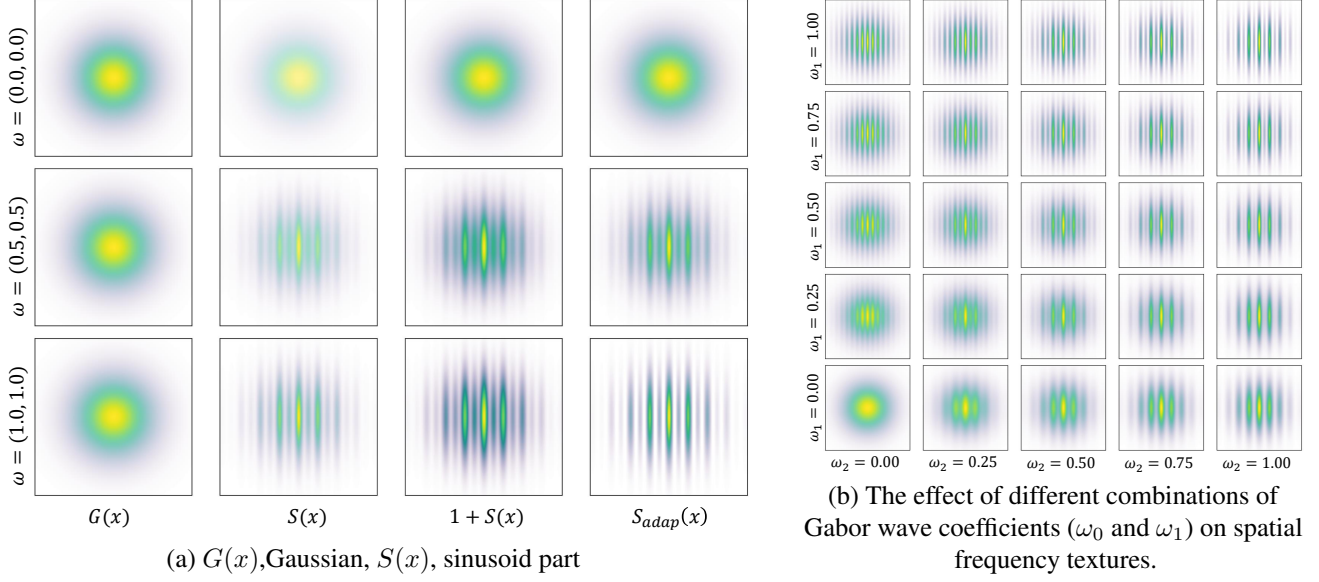 ω = (0.0, 0.0)
ω = (0.5, 0.5)
ω = (1.0, 1.0)
G(x)
S(x)
1 + S(x)
S_adap(x)
(a) G(x),Gaussian, S(x), sinusoid part
ω₁ = 1.00
ω₁ = 0.75
ω₁ = 0.50
ω₁ = 0.25
ω₁ = 0.00
ω₂ = 0.00
ω₂ = 0.25
ω₂ = 0.50
ω₂ = 0.75
ω₂ = 1.00
(b) The effect of different combinations of
Gabor wave coefficients (ω₀ and ω₁) on spatial
frequency textures.